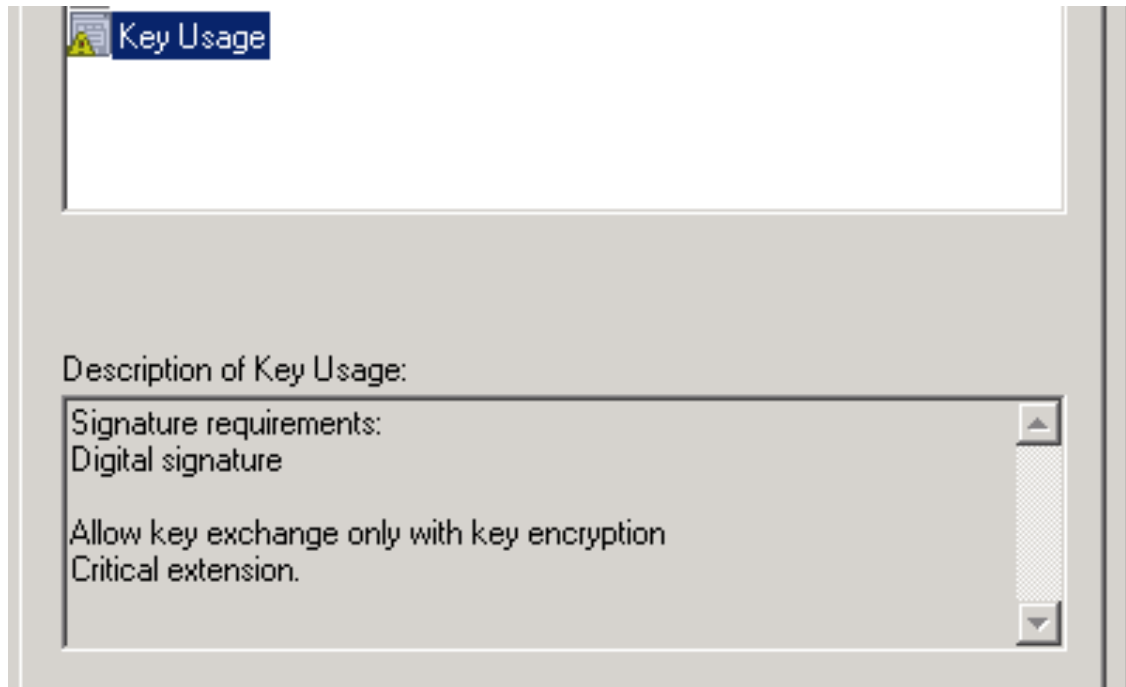 Key Usage
Description of Key Usage:
Signature requirements:
Digital signature
Allow key exchange only with key encryption
Critical extension.